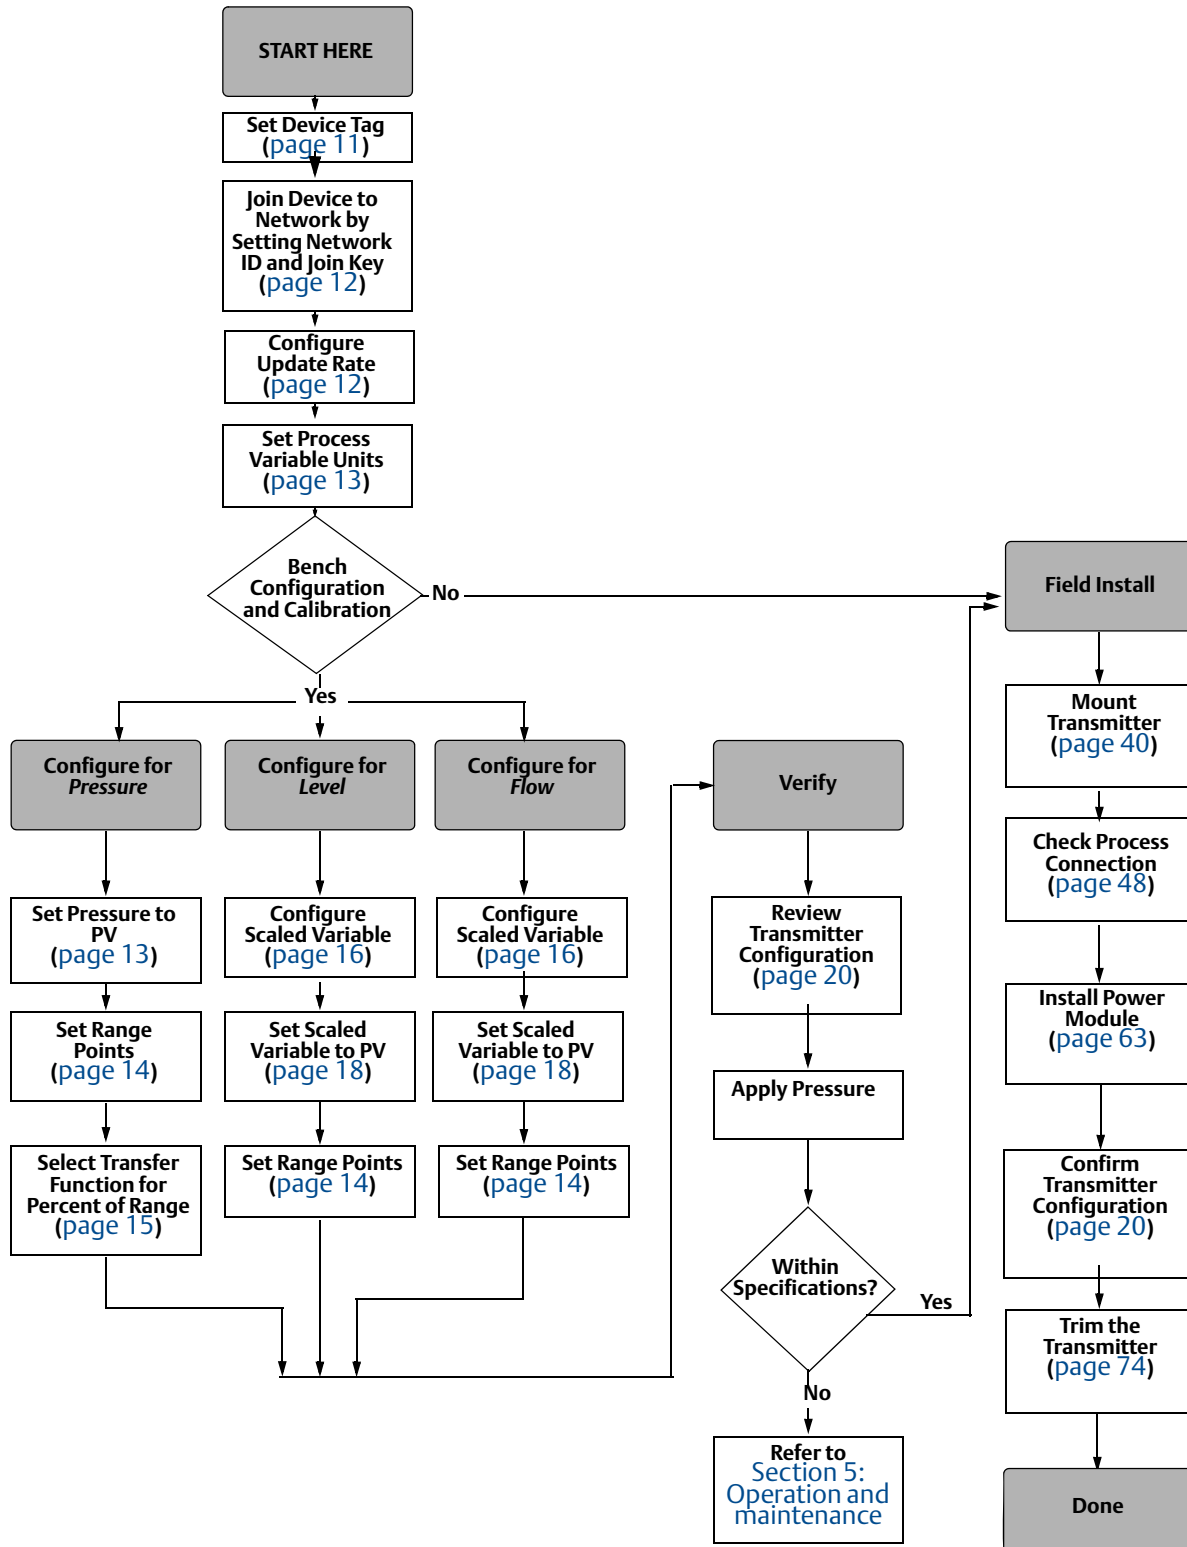 START HERE
Set Device Tag
(page 11)
Join Device to
Network by
Setting Network
ID and Join Key
(page 12)
Configure
Update Rate
(page 12)
Set Process
Variable Units
(page 13)
Bench
Configuration
and Calibration
No
Yes
Configure for
Pressure
Set Pressure to
PV
(page 13)
Set Range
Points
(page 14)
Select Transfer
Function for
Percent of Range
(page 15)
Configure for
Level
Configure
Scaled Variable
(page 16)
Set Scaled
Variable to PV
(page 18)
Set Range Points
(page 14)
Configure for
Flow
Configure
Scaled Variable
(page 16)
Set Scaled
Variable to PV
(page 18)
Set Range Points
(page 14)
Verify
Review
Transmitter
Configuration
(page 20)
Apply Pressure
Within
Specifications?
Yes
No
Refer to
Section 5:
Operation and
maintenance
Field Install
Mount
Transmitter
(page 40)
Check Process
Connection
(page 48)
Install Power
Module
(page 63)
Confirm
Transmitter
Configuration
(page 20)
Trim the
Transmitter
(page 74)
Done